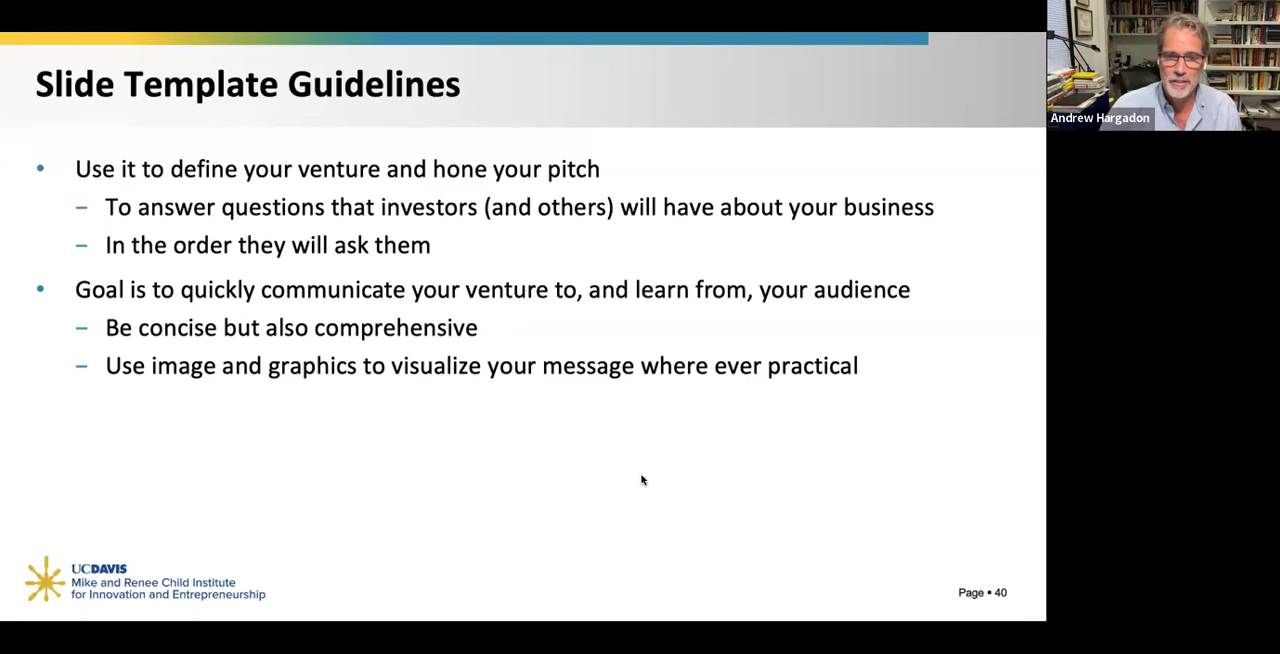 Slide Template Guidelines
• Use it to define your venture and hone your pitch
– To answer questions that investors (and others) will have about your business
– In the order they will ask them
• Goal is to quickly communicate your venture to, and learn from, your audience
– Be concise but also comprehensive
– Use image and graphics to visualize your message where ever practical
UCDAVIS
Mike and Renee Child Institute
for Innovation and Entrepreneurship
Page ▪ 40
Andrew Hargadon